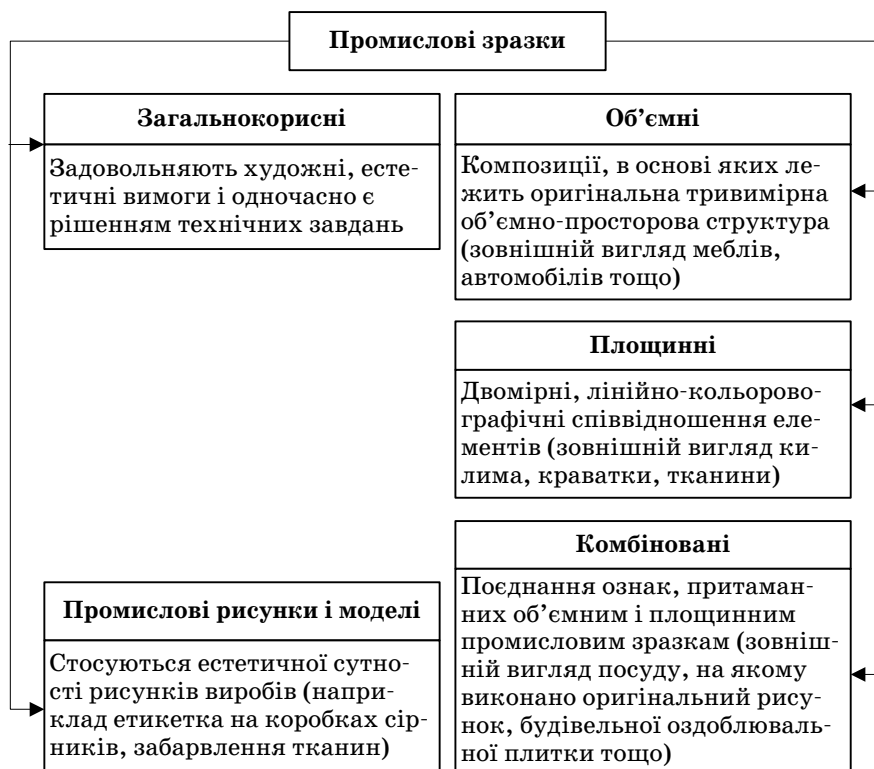 Промислові зразки
Загальнокорисні
Задовольняють художні, есте-
тичні вимоги і одночасно є
рішенням технічних завдань
Об’ємні
Композиції, в основі яких ле-
жить оригінальна тривимірна
об’ємно-просторова структура
(зовнішній вигляд меблів,
автомобілів тощо)
Площинні
Двомірні, лінійно-кольорово-
графічні співвідношення еле-
ментів (зовнішній вигляд ки-
лима, краватки, тканини)
Промислові рисунки і моделі
Стосуються естетичної сутно-
сті рисунків виробів (напри-
клад етикетка на коробках сір-
ників, забарвлення тканин)
Комбіновані
Поєднання ознак, притаман-
них об’ємним і площинним
промисловим зразкам (зовніш-
ній вигляд посуду, на якому
виконано оригінальний рису-
нок, будівельної оздоблюваль-
ної плитки тощо)